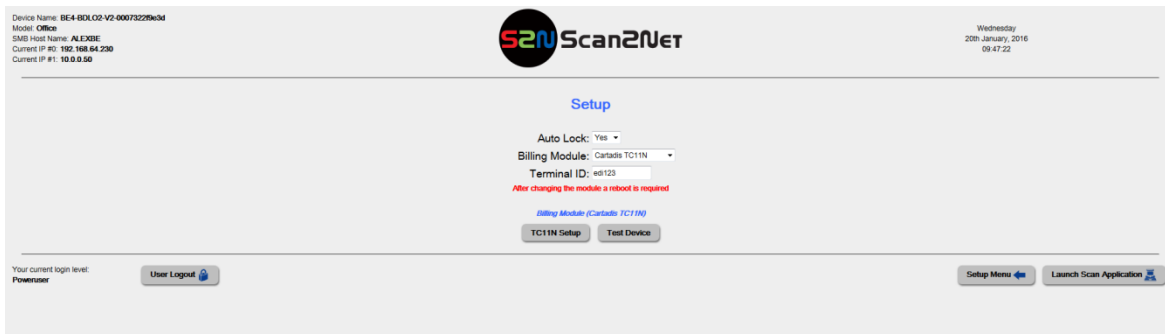 Device Name: BE4-BDLO2-V2-0007322f9e3d
Model: Office
SMB Host Name: ALEXBE
Current IP #0: 192.168.64.230
Current IP #1: 10.0.0.50
S2N Scan2Net
Wednesday
20th January, 2016
09:47:22
Setup
Auto Lock: Yes
Billing Module: Cartadis TC11N
Terminal ID: edi123
After changing the module a reboot is required
Billing Module (Cartadis TC11N)
TC11N Setup Test Device
Your current login level:
Poweruser
User Logout
Setup Menu Launch Scan Application